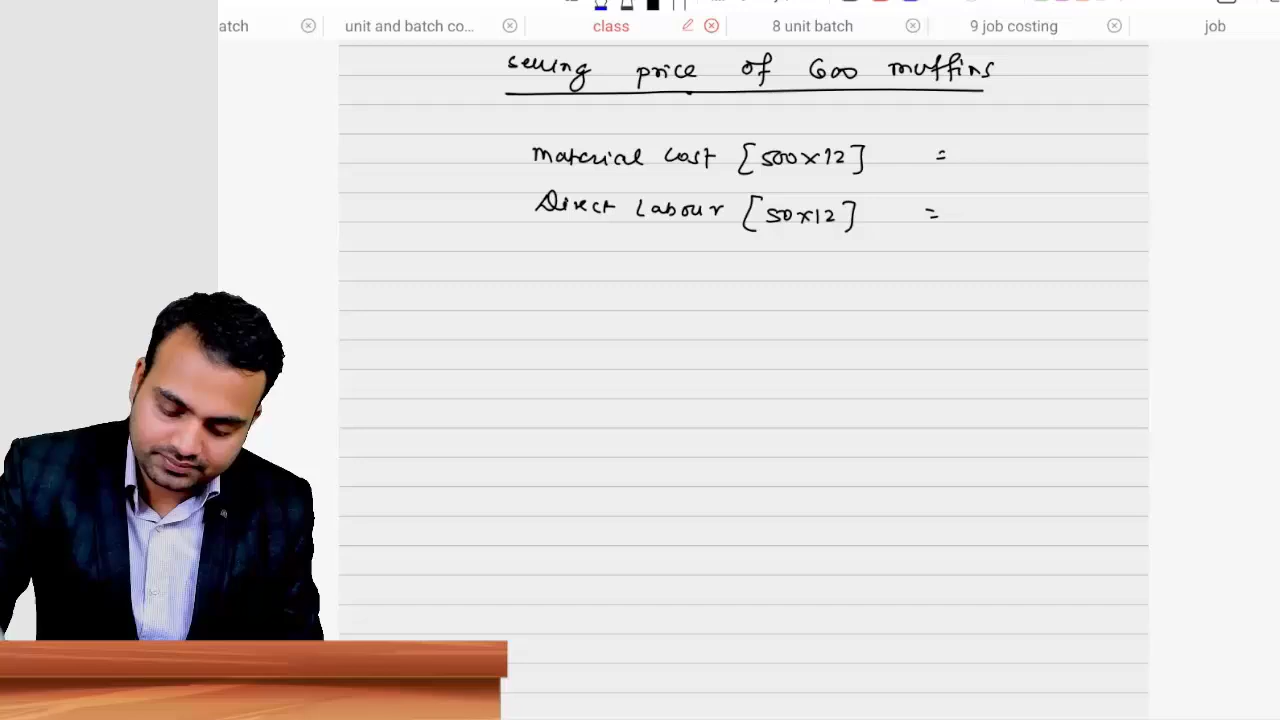 atch
unit and batch co...
class
8 unit batch
9 job costing
job
selling price of 600 muffins
Material Cost [500x12] =
Direct Labour [50x12] =